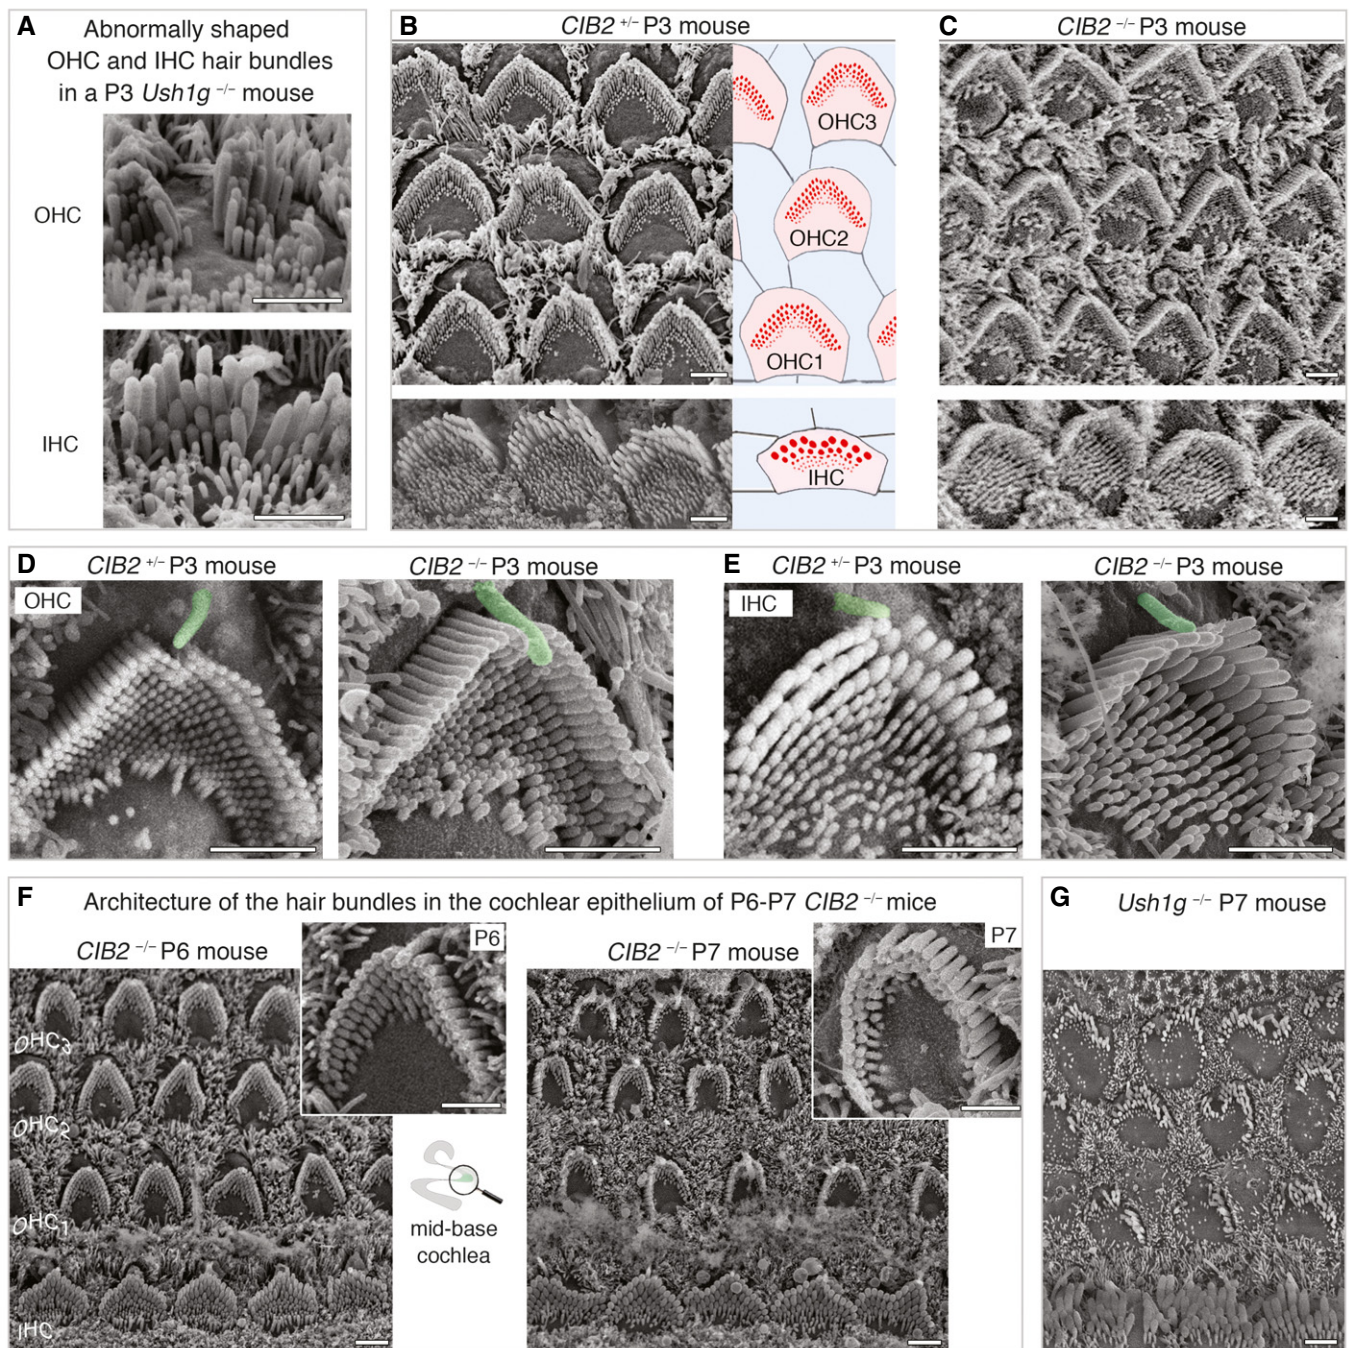 A
Abnormally shaped
OHC and IHC hair bundles
in a P3 Ush1g −/− mouse
OHC
IHC
B
CIB2 +/− P3 mouse
OHC3
OHC2
OHC1
IHC
C
CIB2 −/− P3 mouse
D
CIB2 +/− P3 mouse
OHC
CIB2 −/− P3 mouse
E
CIB2 +/− P3 mouse
IHC
CIB2 −/− P3 mouse
F
Architecture of the hair bundles in the cochlear epithelium of P6-P7 CIB2 −/− mice
CIB2 −/− P6 mouse
P6
OHC3
OHC2
OHC1
IHC
mid-base
cochlea
CIB2 −/− P7 mouse
P7
G
Ush1g −/− P7 mouse